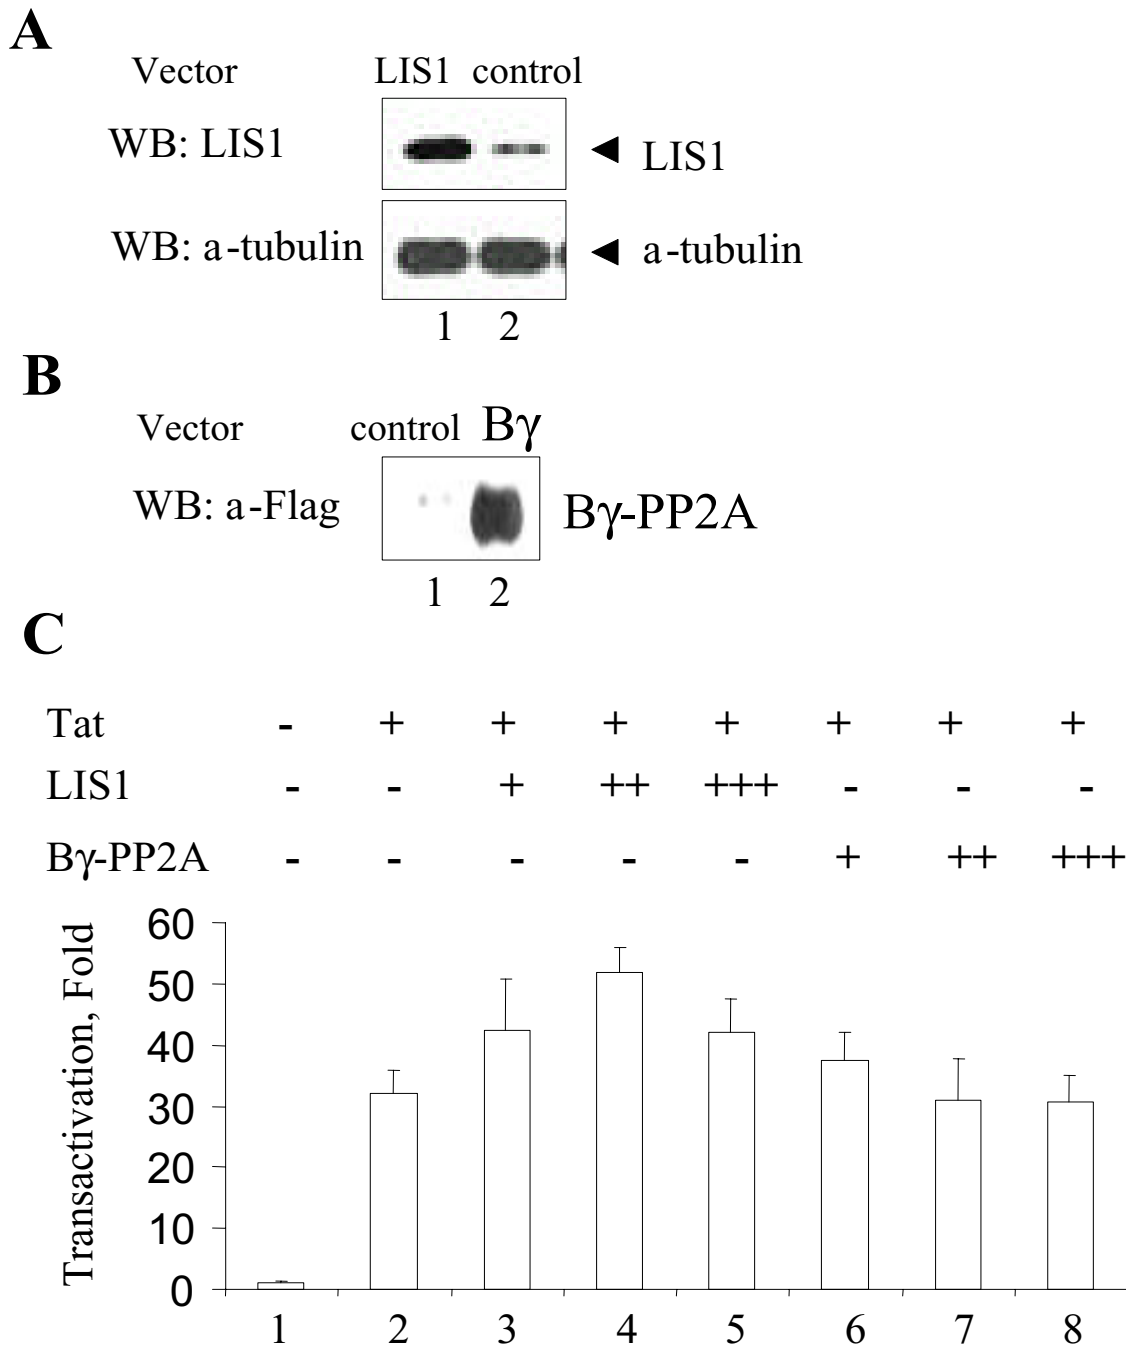 A
Vector LIS1 control
WB: LIS1 LIS1
WB: a-tubulin a-tubulin
1 2
B
Vector control Bγ
WB: a-Flag Bγ-PP2A
1 2
C
Tat - + + + + + + +
LIS1 - - + ++ +++ - - -
Bγ-PP2A - - - - - + ++ +++
Transactivation, Fold
60
50
40
30
20
10
0
1 2 3 4 5 6 7 8